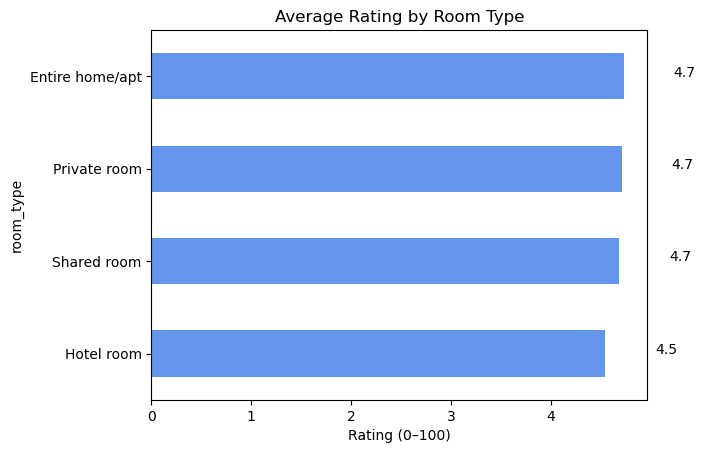 Average Rating by Room Type
Entire home/apt
4.7
Private room
4.7
Shared room
4.7
Hotel room
4.5
room_type
0 1 2 3 4
Rating (0–100)